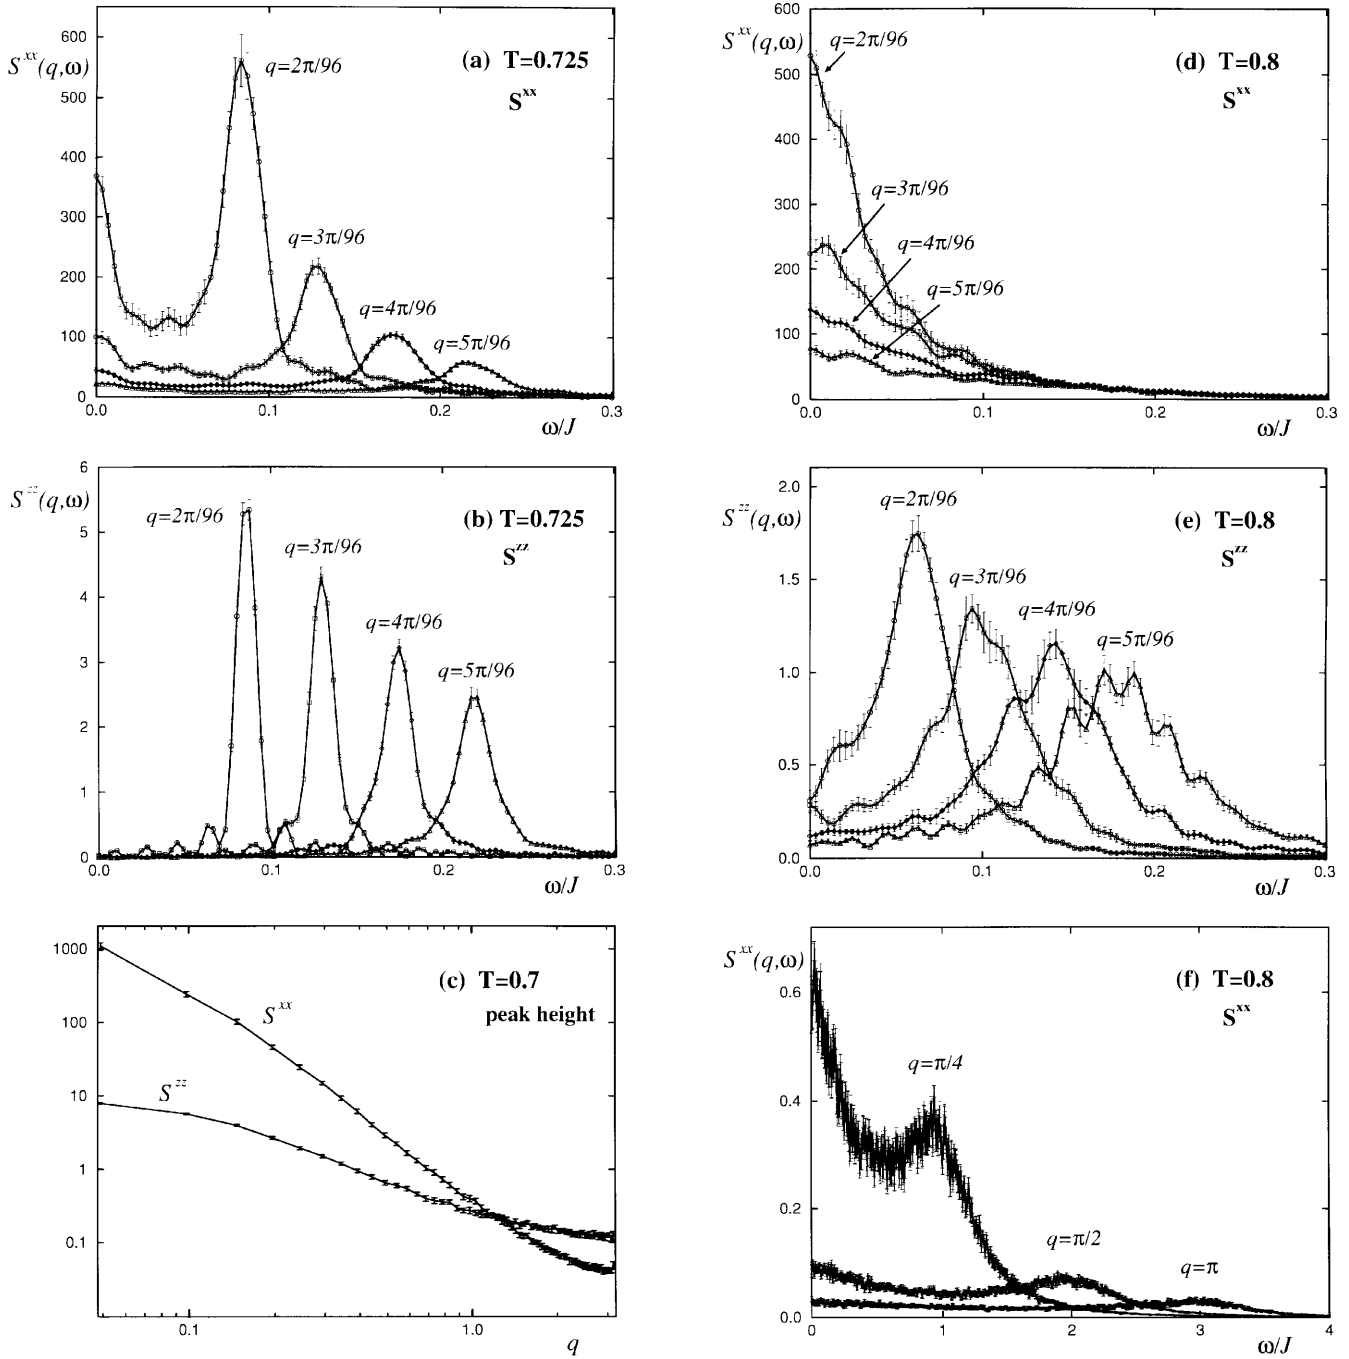 600
500
400
300
200
100
0
S^xx(q,ω)
(a) T=0.725
S^xx
q=2π/96
q=3π/96
q=4π/96
q=5π/96
0.0
0.1
0.2
0.3
ω/J
600
500
400
300
200
100
0
S^xx(q,ω)
(d) T=0.8
S^xx
q=2π/96
q=3π/96
q=4π/96
q=5π/96
0.0
0.1
0.2
0.3
ω/J
6
5
4
3
2
1
0
S^zz(q,ω)
(b) T=0.725
S^zz
q=2π/96
q=3π/96
q=4π/96
q=5π/96
0.0
0.1
0.2
0.3
ω/J
2.0
1.5
1.0
0.5
0.0
S^zz(q,ω)
(e) T=0.8
S^zz
q=2π/96
q=3π/96
q=4π/96
q=5π/96
0.0
0.1
0.2
0.3
ω/J
1000
100
10
1
0.1
(c) T=0.7
peak height
S^xx
S^zz
0.1
1.0
q
0.6
0.4
0.2
0.0
S^xx(q,ω)
(f) T=0.8
S^xx
q=π/4
q=π/2
q=π
0
1
2
3
4
ω/J